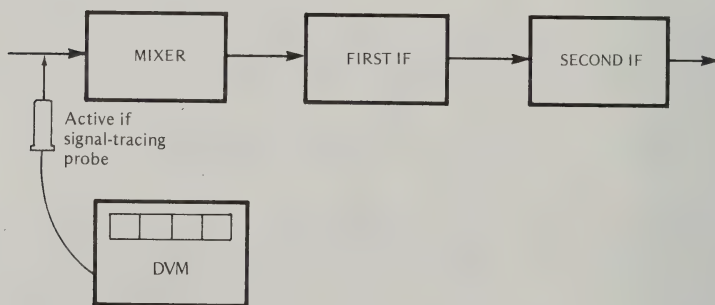 MIXER
FIRST IF
SECOND IF
Active if
signal-tracing
probe
DVM